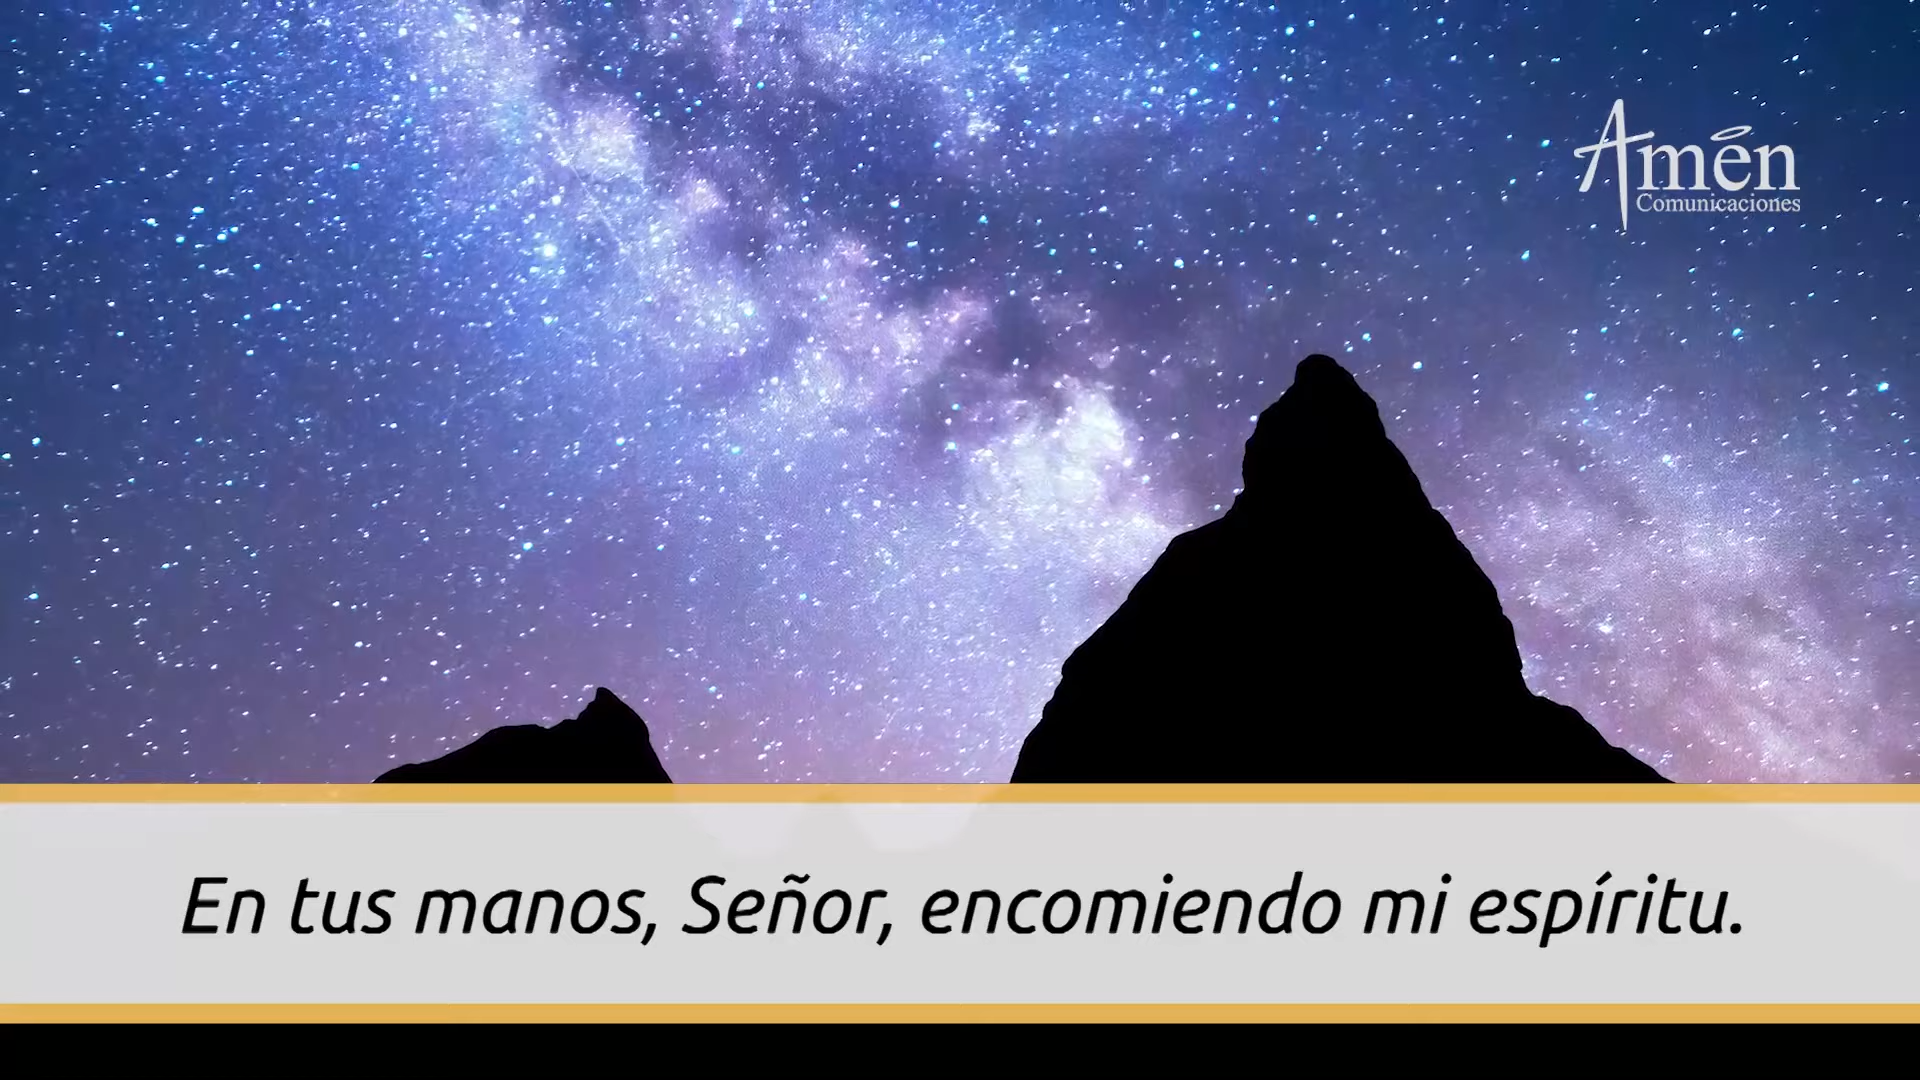 Amén
Comunicaciones
En tus manos, Señor, encomiendo mi espíritu.